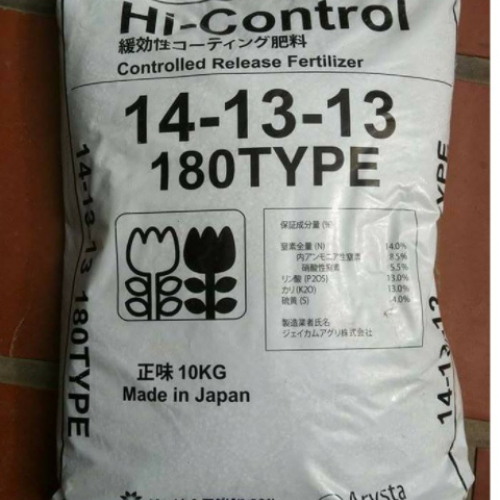 Hi-Control
緩効性コーティング肥料
Controlled Release Fertilizer
14-13-13
180TYPE
14-13-13 180TYPE
保証成分量 (%)
窒素全量 (N) 14.0%
内アンモニア性窒素 8.5%
硝酸性窒素 5.5%
リン酸 (P2O5) 13.0%
カリ (K2O) 13.0%
硫黄 (S) 4.0%
製造業者氏名
ジェイカムアグリ株式会社
正味 10KG
Made in Japan
14-13-13
TYPE
Arysta